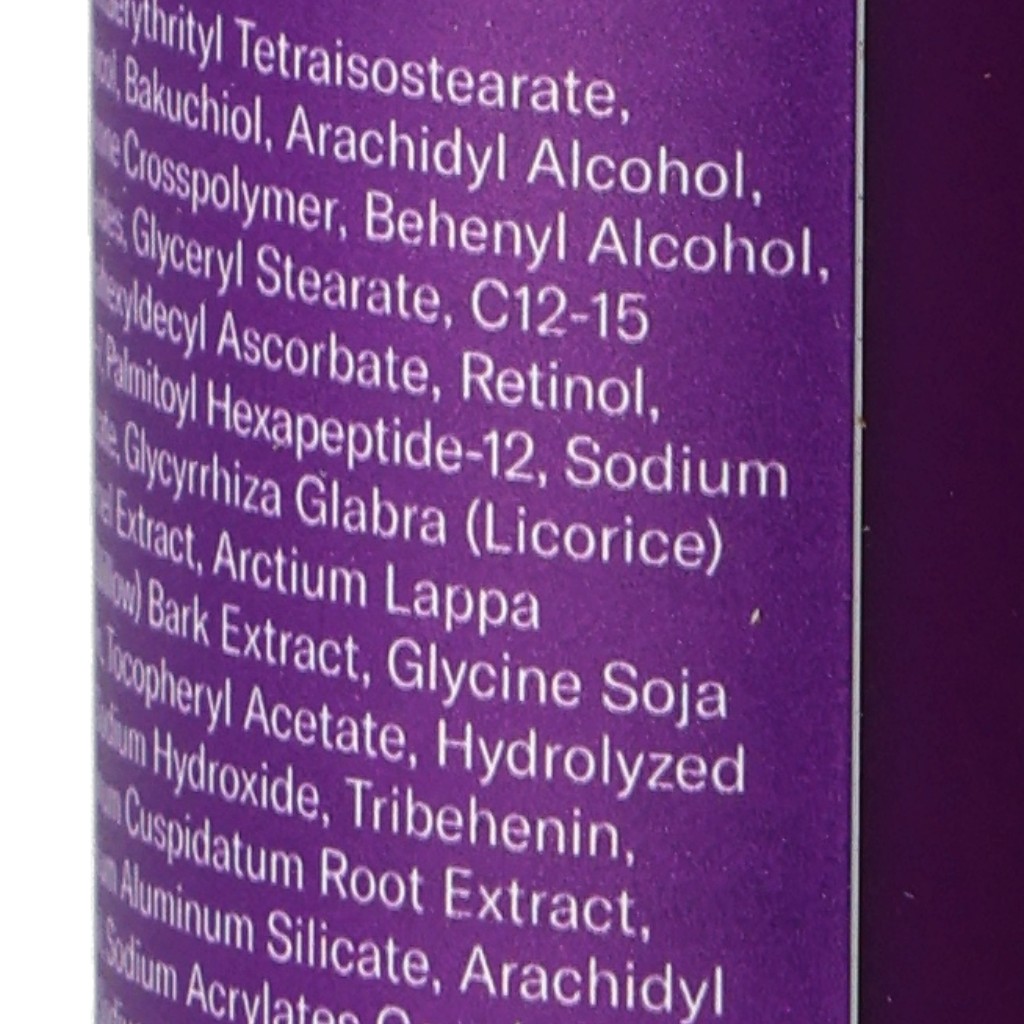 Tetraisostearate,
Bakuchiol, Arachidyl Alcohol,
Crosspolymer, Behenyl Alcohol,
Glyceryl Stearate, C12-15
Ascorbate, Retinol,
Palmitoyl Hexapeptide-12, Sodium
Glycyrrhiza Glabra (Licorice)
Extract, Arctium Lappa
Bark Extract, Glycine Soja
Tocopheryl Acetate, Hydrolyzed
Hydroxide, Tribehenin,
Cuspidatum Root Extract,
Aluminum Silicate, Arachidyl
Sodium Acrylates